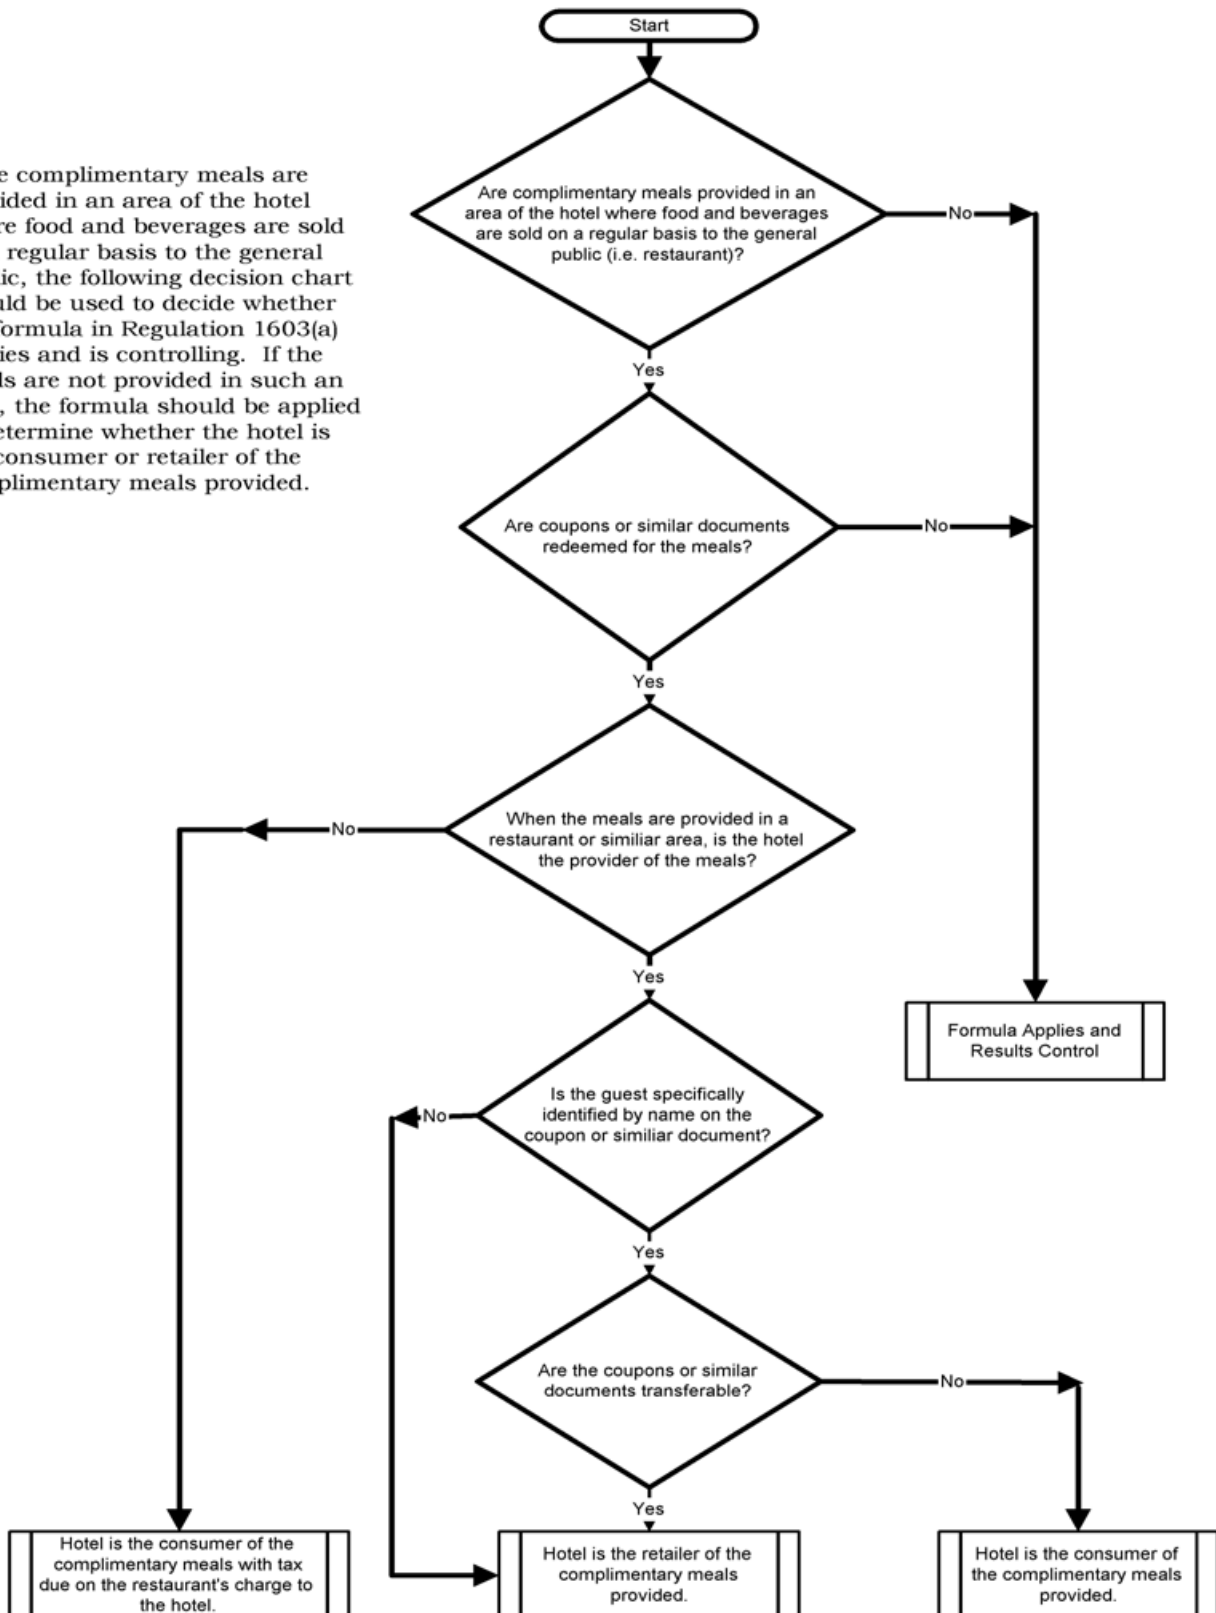 Start
complimentary meals are
in an area of the hotel
food and beverages are sold
regular basis to the general
the following decision chart
be used to decide whether
formula in Regulation 1603(a)
and is controlling. If the
are not provided in such an
the formula should be applied
whether the hotel is
consumer or retailer of the
meals provided.
Are complimentary meals provided in an
area of the hotel where food and beverages
are sold on a regular basis to the general
public (i.e. restaurant)?
No
Yes
Are coupons or similar documents
redeemed for the meals?
No
Yes
When the meals are provided in a
restaurant or similiar area, is the hotel
the provider of the meals?
No
Yes
Formula Applies and
Results Control
Is the guest specifically
identified by name on the
coupon or similiar document?
No
Yes
Are the coupons or similar
documents transferable?
No
Yes
Hotel is the consumer of the
complimentary meals with tax
due on the restaurant's charge to
the hotel.
Hotel is the retailer of the
complimentary meals
provided.
Hotel is the consumer of
the complimentary meals
provided.